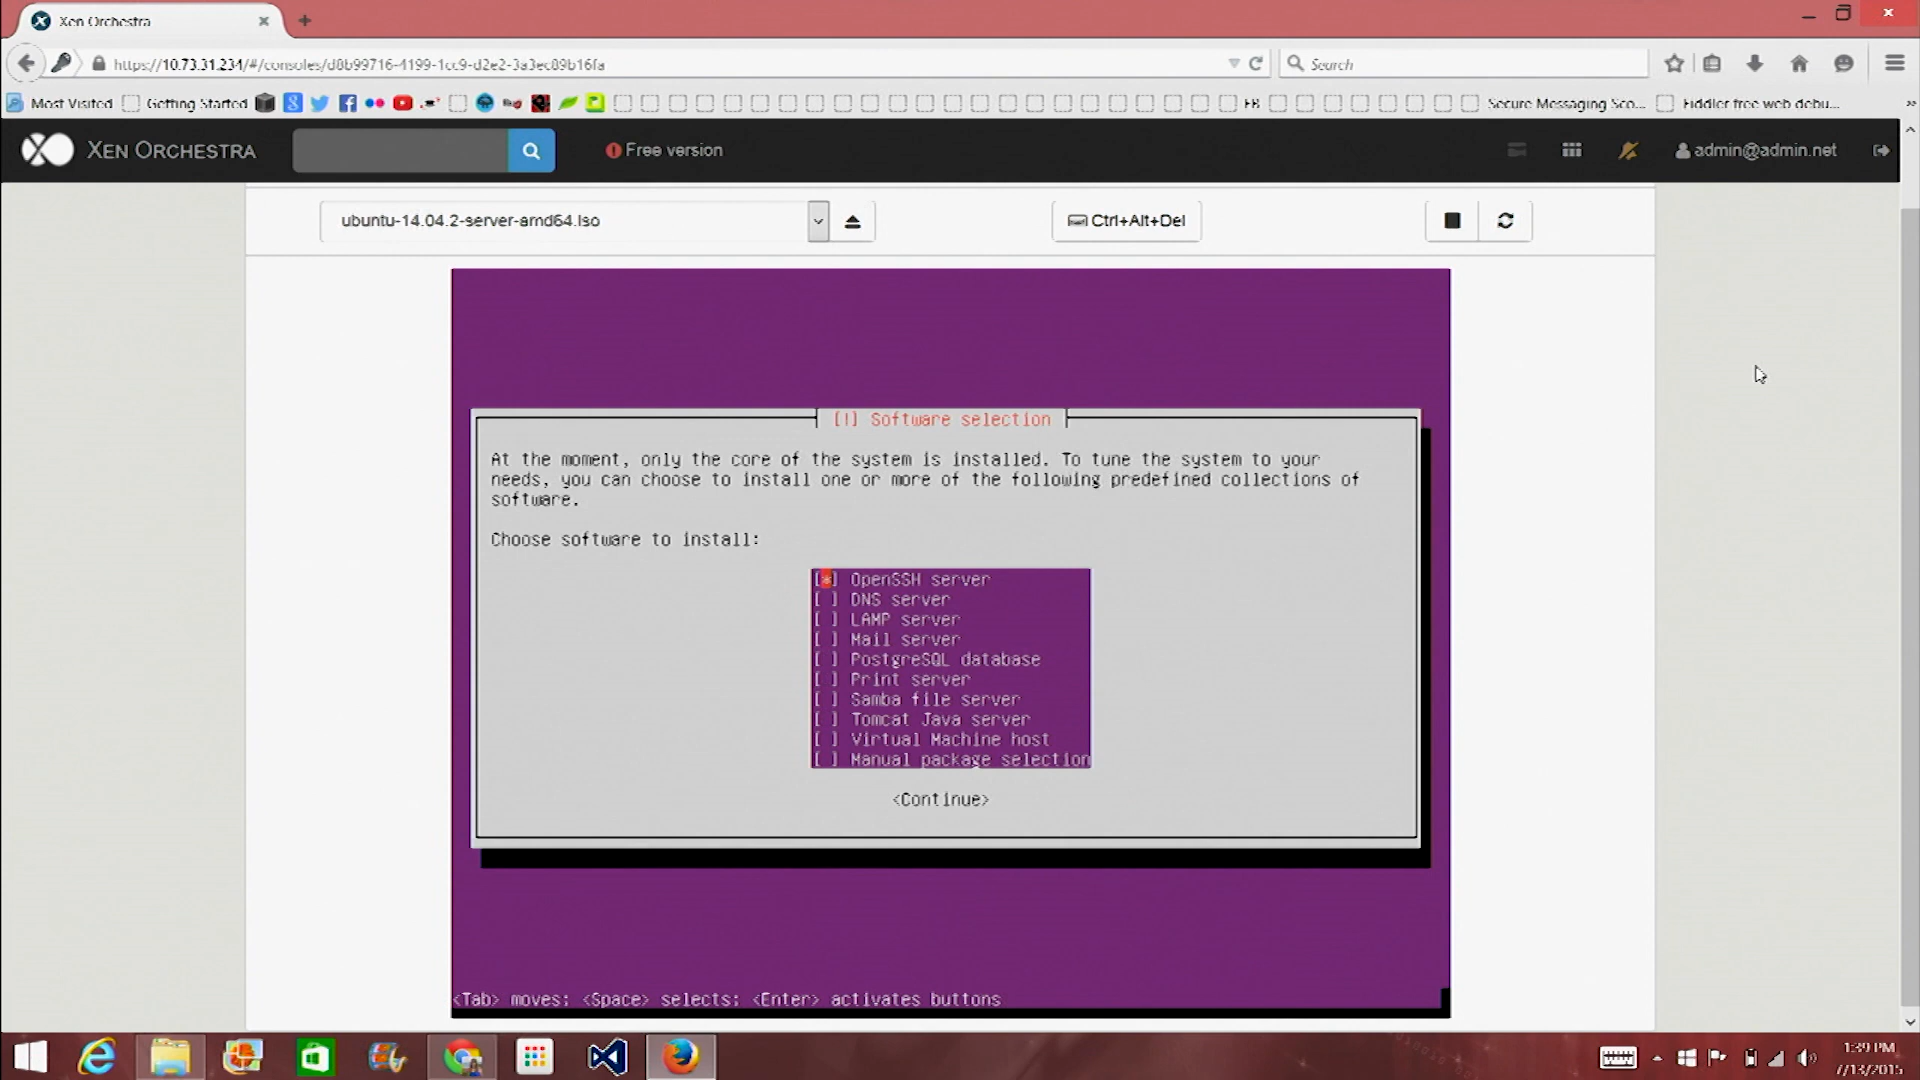 Xen Orchestra
https://10.73.31.234/#/consoles/d8b99716-4199-1cc9-d2e2-3a3ec89b16fa
Search
Most Visited
Getting Started
FB
Secure Messaging Sco...
Fiddler free web debu...
XEN ORCHESTRA
Free version
admin@admin.net
ubuntu-14.04.2-server-amd64.iso
Ctrl+Alt+Del
[!] Software selection
At the moment, only the core of the system is installed. To tune the system to your
needs, you can choose to install one or more of the following predefined collections of
software.
Choose software to install:
[*] OpenSSH server
[ ] DNS server
[ ] LAMP server
[ ] Mail server
[ ] PostgreSQL database
[ ] Print server
[ ] Samba file server
[ ] Tomcat Java server
[ ] Virtual Machine host
[ ] Manual package selection
<Continue>
<Tab> moves; <Space> selects; <Enter> activates buttons
1:39 PM
7/13/2015